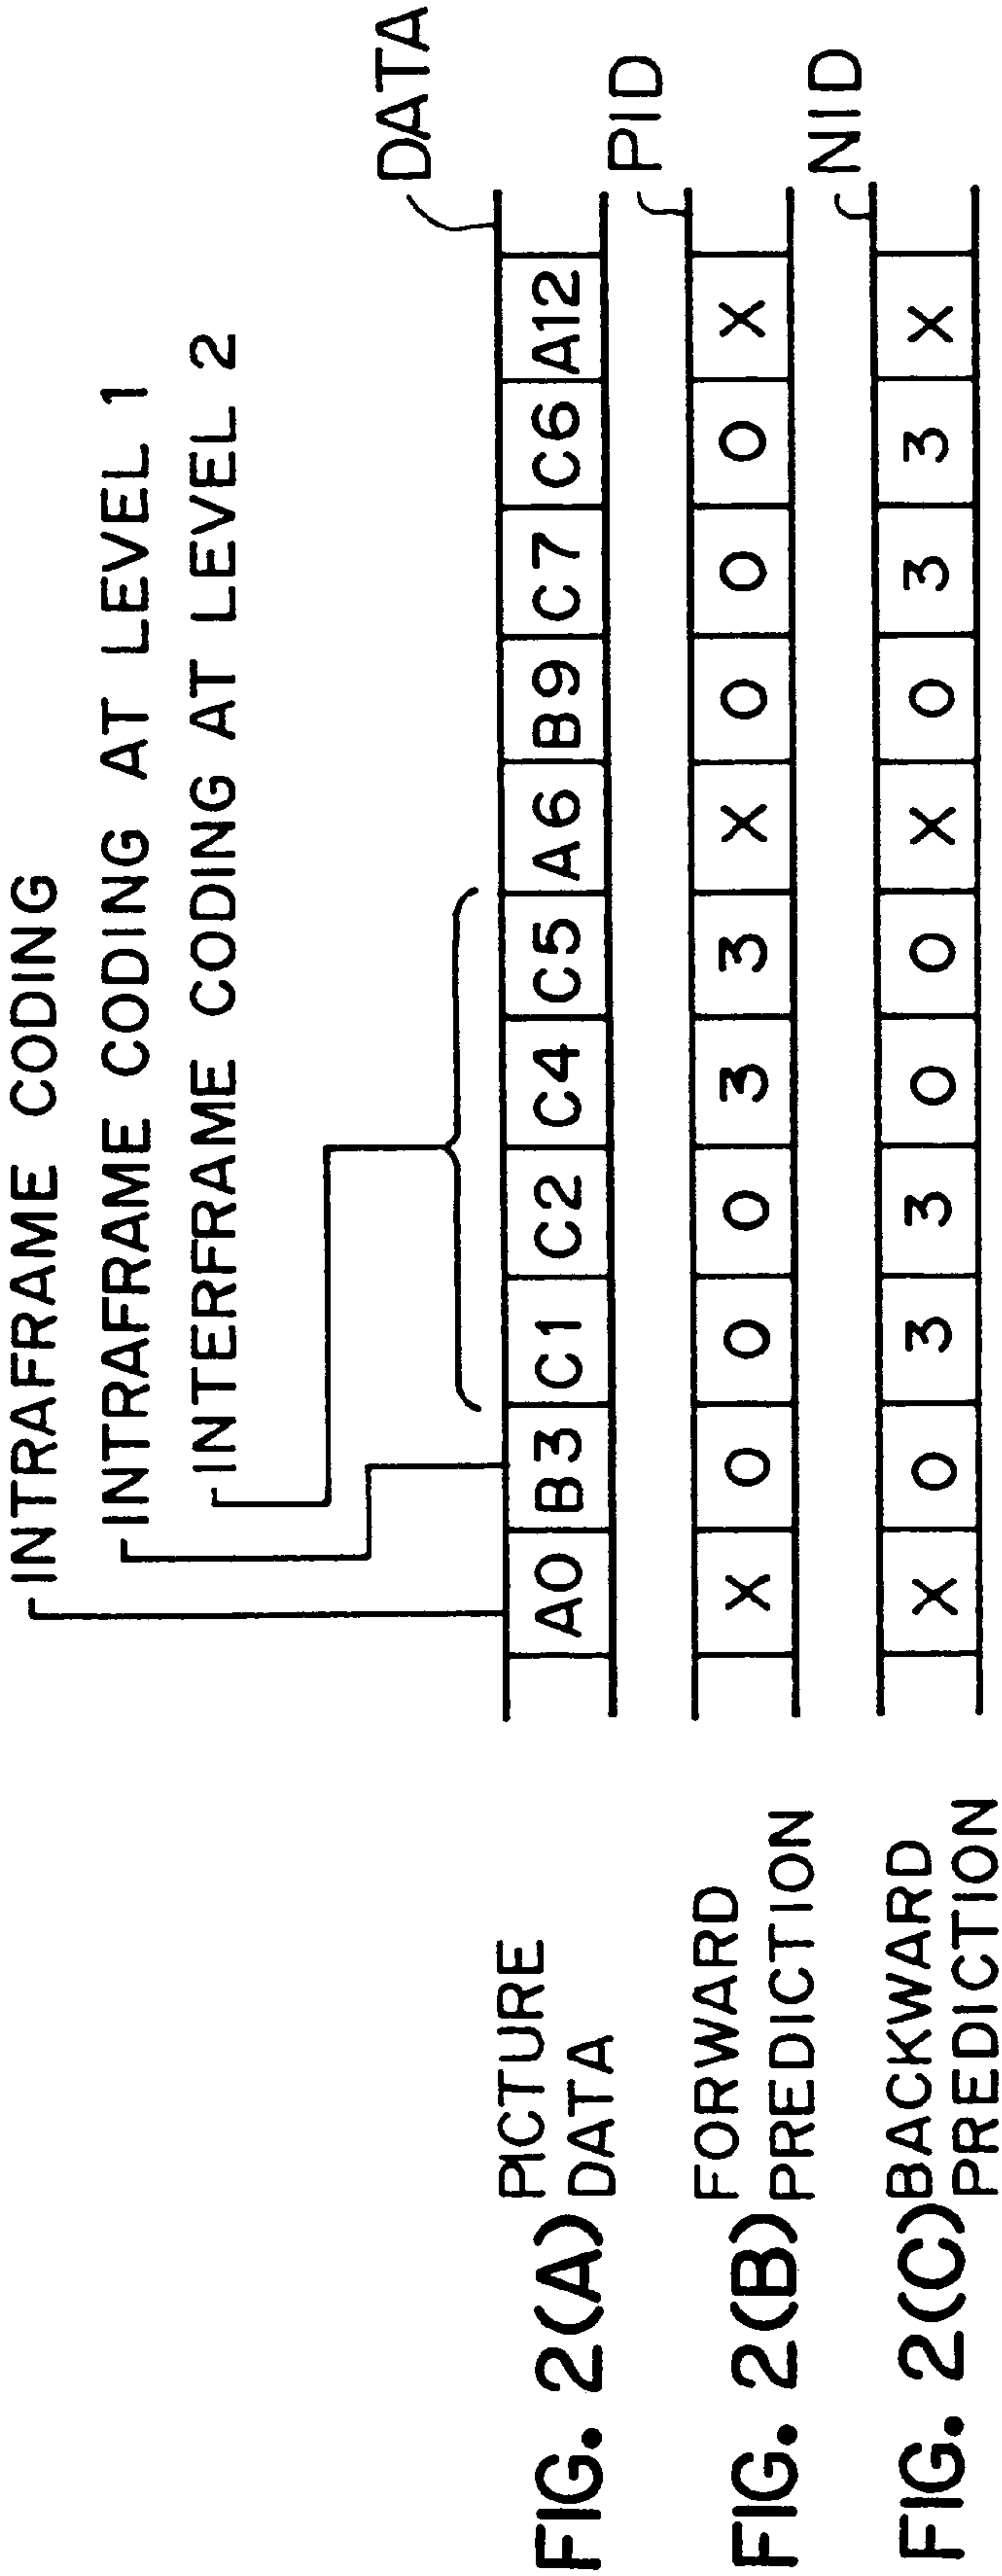 INTRAFRAME CODING
INTRAFRAME CODING AT LEVEL 1
INTERFRAME CODING AT LEVEL 2
DATA
FIG. 2(A) PICTURE DATA
A0 B3 C1 C2 C4 C5 A6 B9 C7 C6 A12
PID
FIG. 2(B) FORWARD PREDICTION
X 0 0 0 3 3 X 0 0 0 X
NID
FIG. 2(C) BACKWARD PREDICTION
X 0 3 3 0 0 X 0 3 3 X